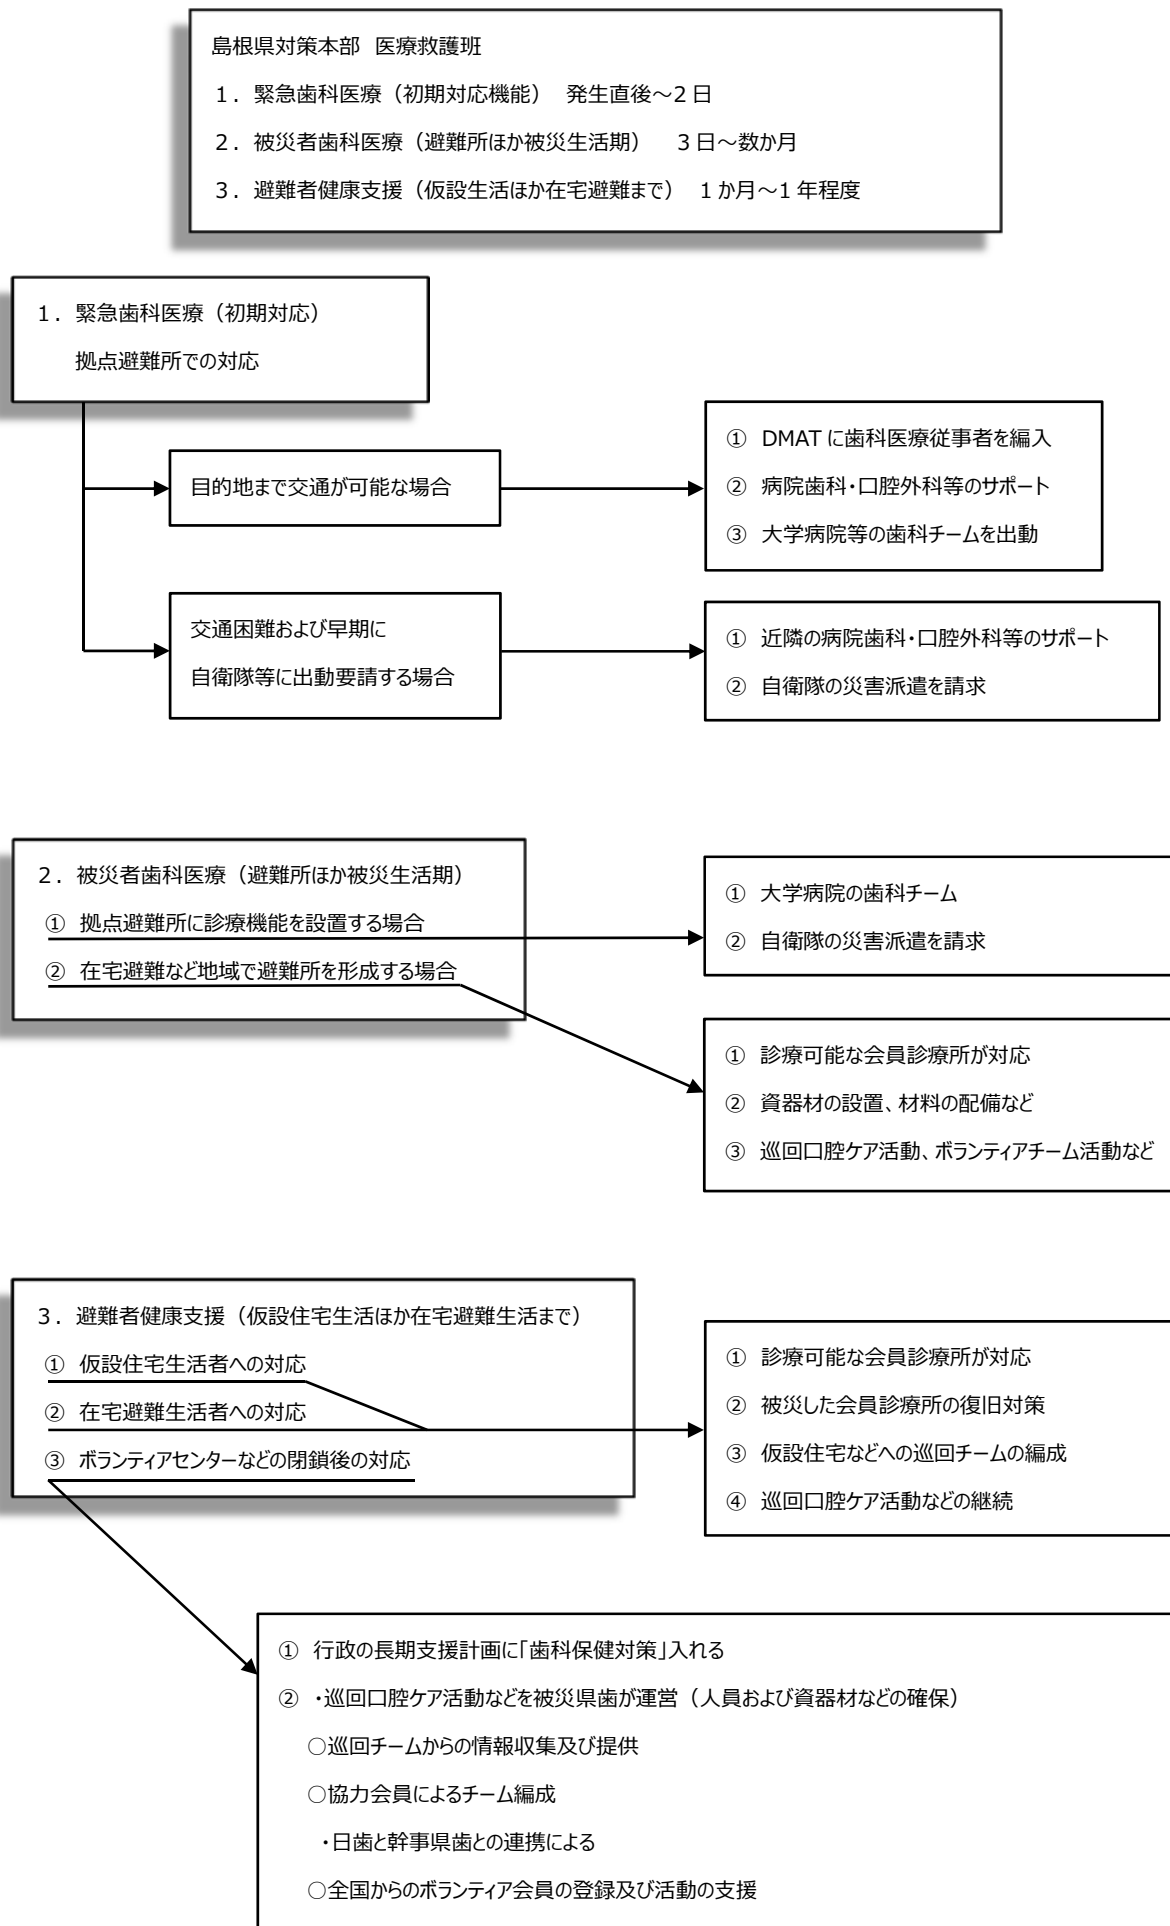 島根県対策本部 医療救護班
１．緊急歯科医療（初期対応機能） 発生直後～2日
２．被災者歯科医療（避難所ほか被災生活期） ３日～数か月
３．避難者健康支援（仮設生活ほか在宅避難まで） １か月～１年程度
１．緊急歯科医療（初期対応）
拠点避難所での対応
目的地まで交通が可能な場合
① DMATに歯科医療従事者を編入
② 病院歯科・口腔外科等のサポート
③ 大学病院等の歯科チームを出動
交通困難および早期に
自衛隊等に出動要請する場合
① 近隣の病院歯科・口腔外科等のサポート
② 自衛隊の災害派遣を請求
２．被災者歯科医療（避難所ほか被災生活期）
① 拠点避難所に診療機能を設置する場合
② 在宅避難など地域で避難所を形成する場合
① 大学病院の歯科チーム
② 自衛隊の災害派遣を請求
① 診療可能な会員診療所が対応
② 資器材の設置、材料の配備など
③ 巡回口腔ケア活動、ボランティアチーム活動など
３．避難者健康支援（仮設住宅生活ほか在宅避難生活まで）
① 仮設住宅生活者への対応
② 在宅避難生活者への対応
③ ボランティアセンターなどの閉鎖後の対応
① 診療可能な会員診療所が対応
② 被災した会員診療所の復旧対策
③ 仮設住宅などへの巡回チームの編成
④ 巡回口腔ケア活動などの継続
① 行政の長期支援計画に「歯科保健対策」入れる
② ・巡回口腔ケア活動などを被災県歯が運営（人員および資器材などの確保）
○巡回チームからの情報収集及び提供
○協力会員によるチーム編成
・日歯と幹事県歯との連携による
○全国からのボランティア会員の登録及び活動の支援